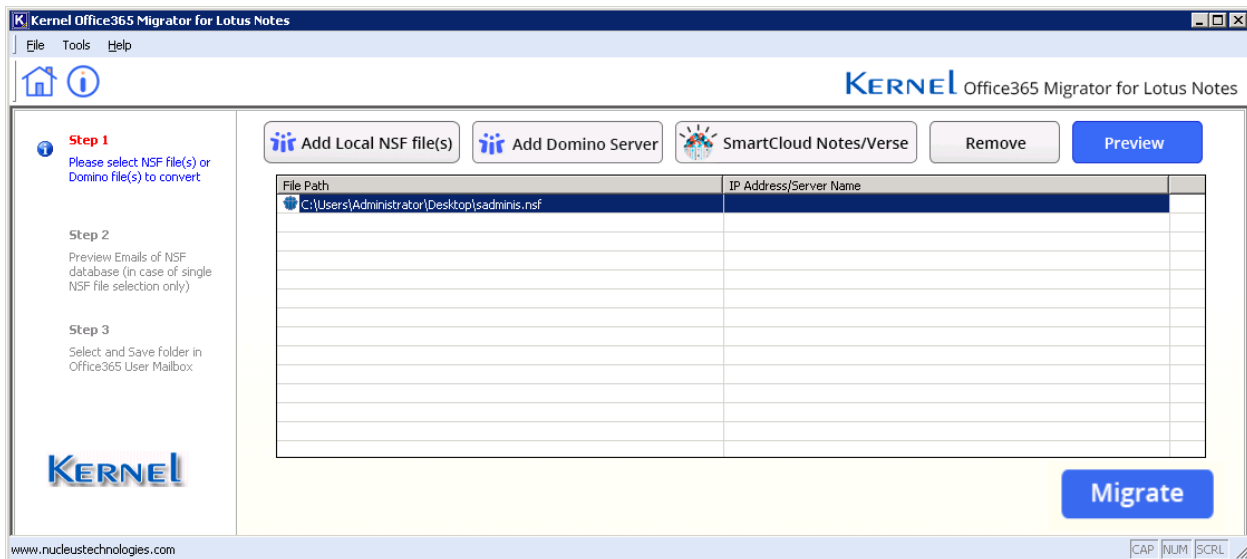 Kernel Office365 Migrator for Lotus Notes
File Tools Help
KERNEL Office365 Migrator for Lotus Notes
Step 1
Please select NSF file(s) or
Domino file(s) to convert
Step 2
Preview Emails of NSF
database (in case of single
NSF file selection only)
Step 3
Select and Save folder in
Office365 User Mailbox
KERNEL
Add Local NSF file(s) Add Domino Server SmartCloud Notes/Verse Remove Preview
File Path IP Address/Server Name
C:\Users\Administrator\Desktop\sadminis.nsf
Migrate
www.nucleustechnologies.com CAP NUM SCRL